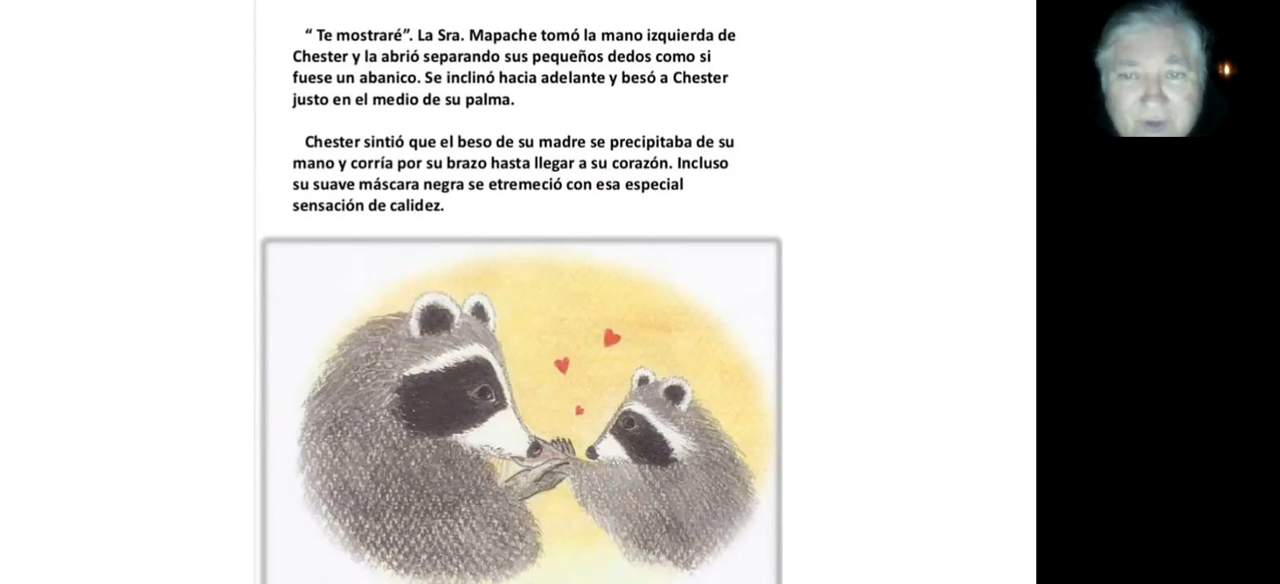 “ Te mostraré”. La Sra. Mapache tomó la mano izquierda de
Chester y la abrió separando sus pequeños dedos como si
fuese un abanico. Se inclinó hacia adelante y besó a Chester
justo en el medio de su palma.
Chester sintió que el beso de su madre se precipitaba de su
mano y corría por su brazo hasta llegar a su corazón. Incluso
su suave máscara negra se etremeció con esa especial
sensación de calidez.